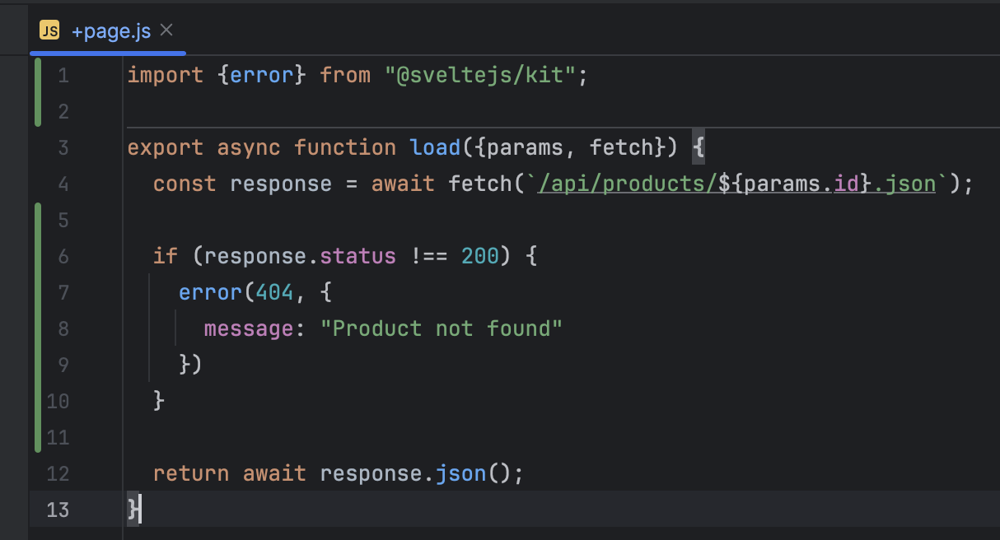 JS +page.js
1 import {error} from "@sveltejs/kit";
2
3 export async function load({params, fetch}) {
4   const response = await fetch(`/api/products/${params.id}.json`);
5
6   if (response.status !== 200) {
7     error(404, {
8       message: "Product not found"
9     })
10   }
11
12   return await response.json();
13 }